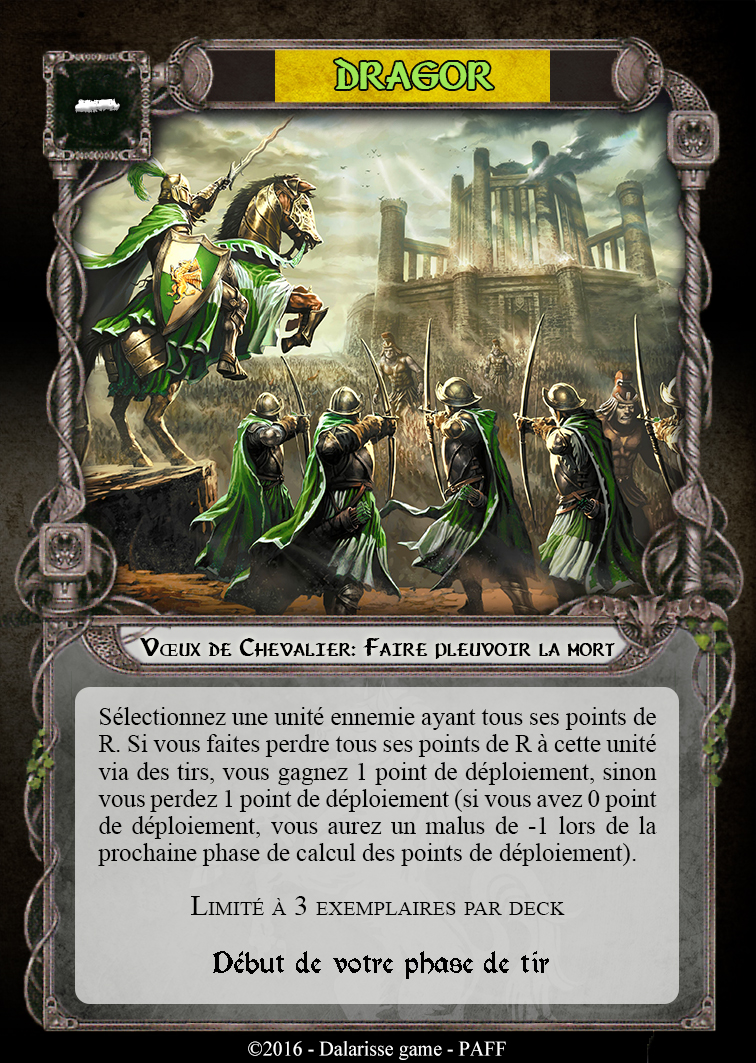 DRAGOR
-
Vœux de Chevalier: Faire pleuvoir la mort
Sélectionnez une unité ennemie ayant tous ses points de
R. Si vous faites perdre tous ses points de R à cette unité
via des tirs, vous gagnez 1 point de déploiement, sinon
vous perdez 1 point de déploiement (si vous avez 0 point
de déploiement, vous aurez un malus de -1 lors de la
prochaine phase de calcul des points de déploiement).
Limité à 3 exemplaires par deck
Début de votre phase de tir
©2016 - Dalarisse game - PAFF